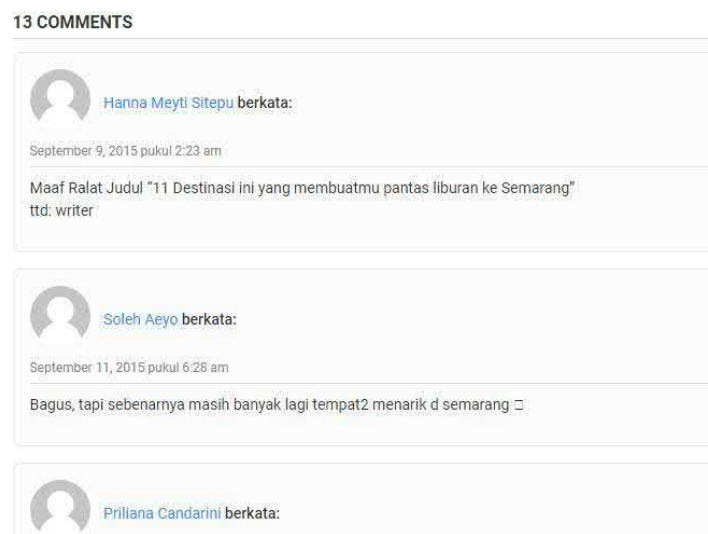 13 COMMENTS
Hanna Meyti Sitepu berkata:
September 9, 2015 pukul 2:23 am
Maaf Ralat Judul “11 Destinasi ini yang membuatmu pantas liburan ke Semarang”
ttd: writer
Soleh Aeyo berkata:
September 11, 2015 pukul 6:28 am
Bagus, tapi sebenarnya masih banyak lagi tempat2 menarik d semarang □
Priliana Candarini berkata: